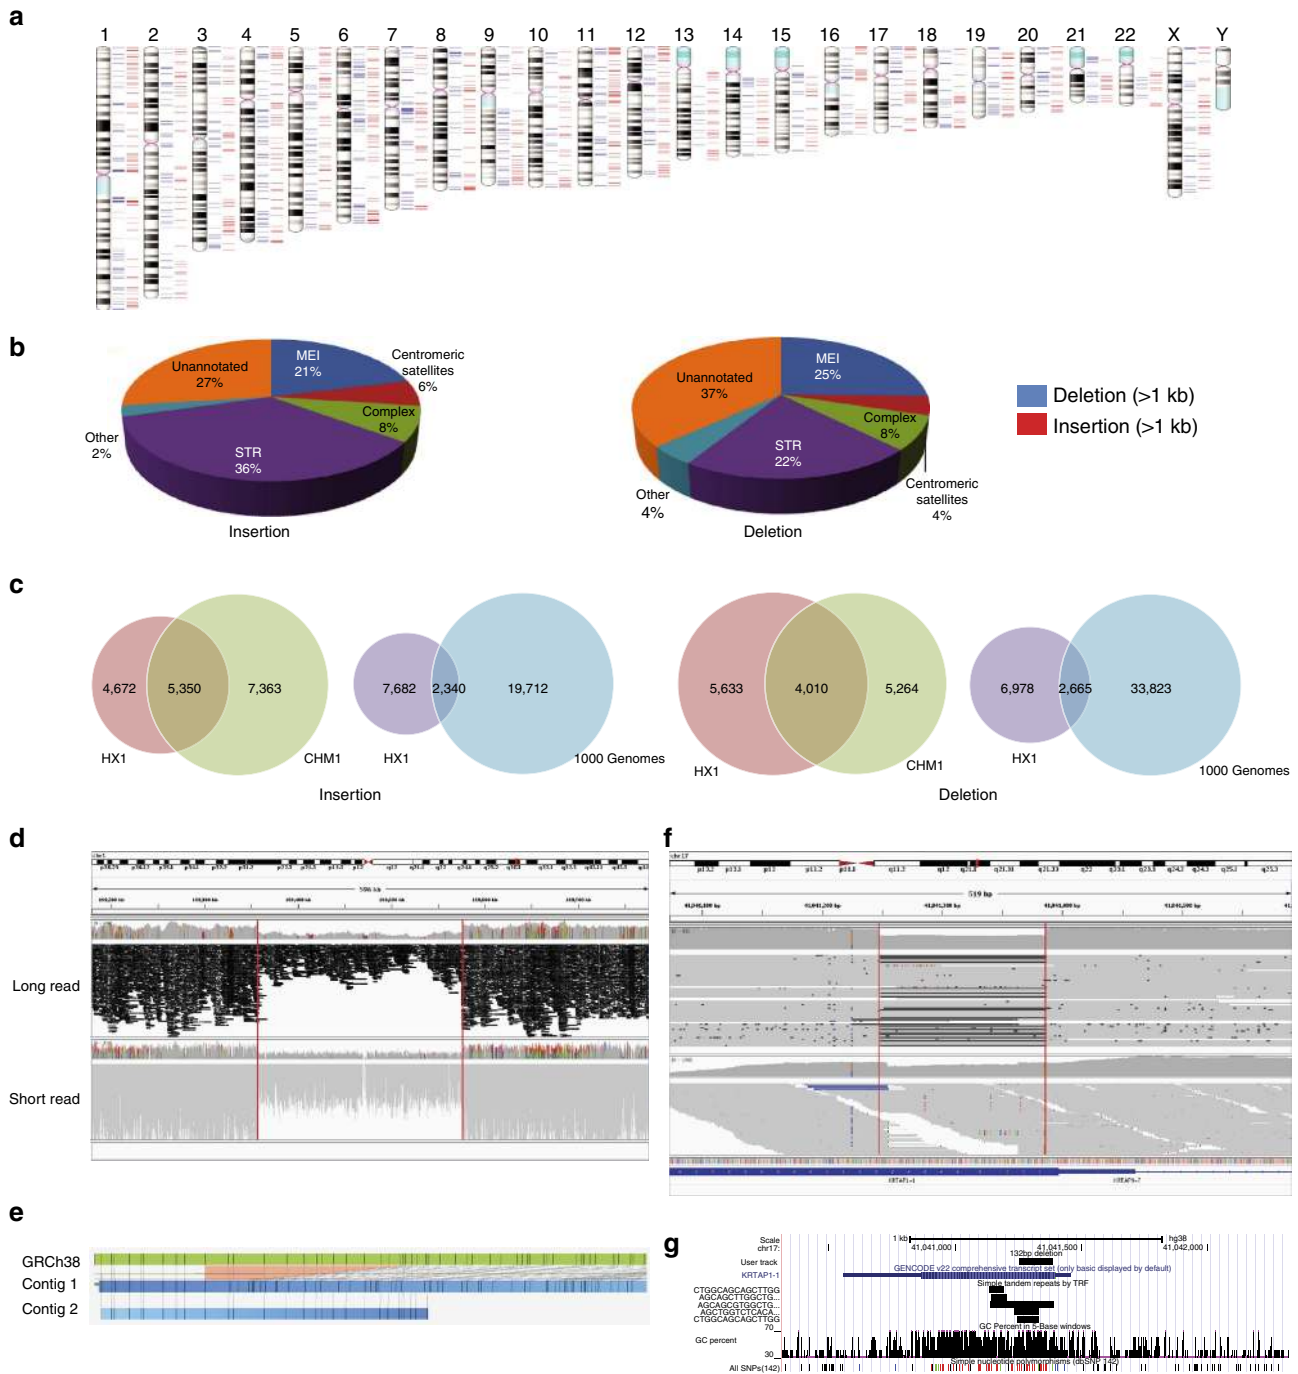 a
1 2 3 4 5 6 7 8 9 10 11 12 13 14 15 16 17 18 19 20 21 22 X Y
b
MEI
21%
Centromeric
satellites
6%
Complex
8%
STR
36%
Other
2%
Unannotated
27%
Insertion
MEI
25%
Complex
8%
Centromeric
satellites
4%
STR
22%
Other
4%
Unannotated
37%
Deletion
Deletion (>1 kb)
Insertion (>1 kb)
c
4,672 5,350 7,363
HX1 CHM1
7,682 2,340 19,712
HX1 1000 Genomes
Insertion
5,633 4,010 5,264
HX1 CHM1
6,978 2,665 33,823
HX1 1000 Genomes
Deletion
d
Long read
Short read
e
GRCh38
Contig 1
Contig 2
f
519 bp
KRTAP1-1
g
Scale
1 kb
hg38
chr17:
41,041,000
41,041,500
41,042,000
132bp deletion
User track
GENCODE v22 comprehensive transcript set (only basic displayed by default)
KRTAP1-1
Simple tandem repeats by TRF
CTGGCAGCAGCTTGG
AGCAGCTTGGCTG...
AGCAGCGTGGCTG...
AGCTGGTCTCACA...
CTGGCAGCAGCTTGG
GC Percent in 5-Base windows
70
GC percent
30
Simple nucleotide polymorphisms (dbSNP 142)
All SNPs(142)